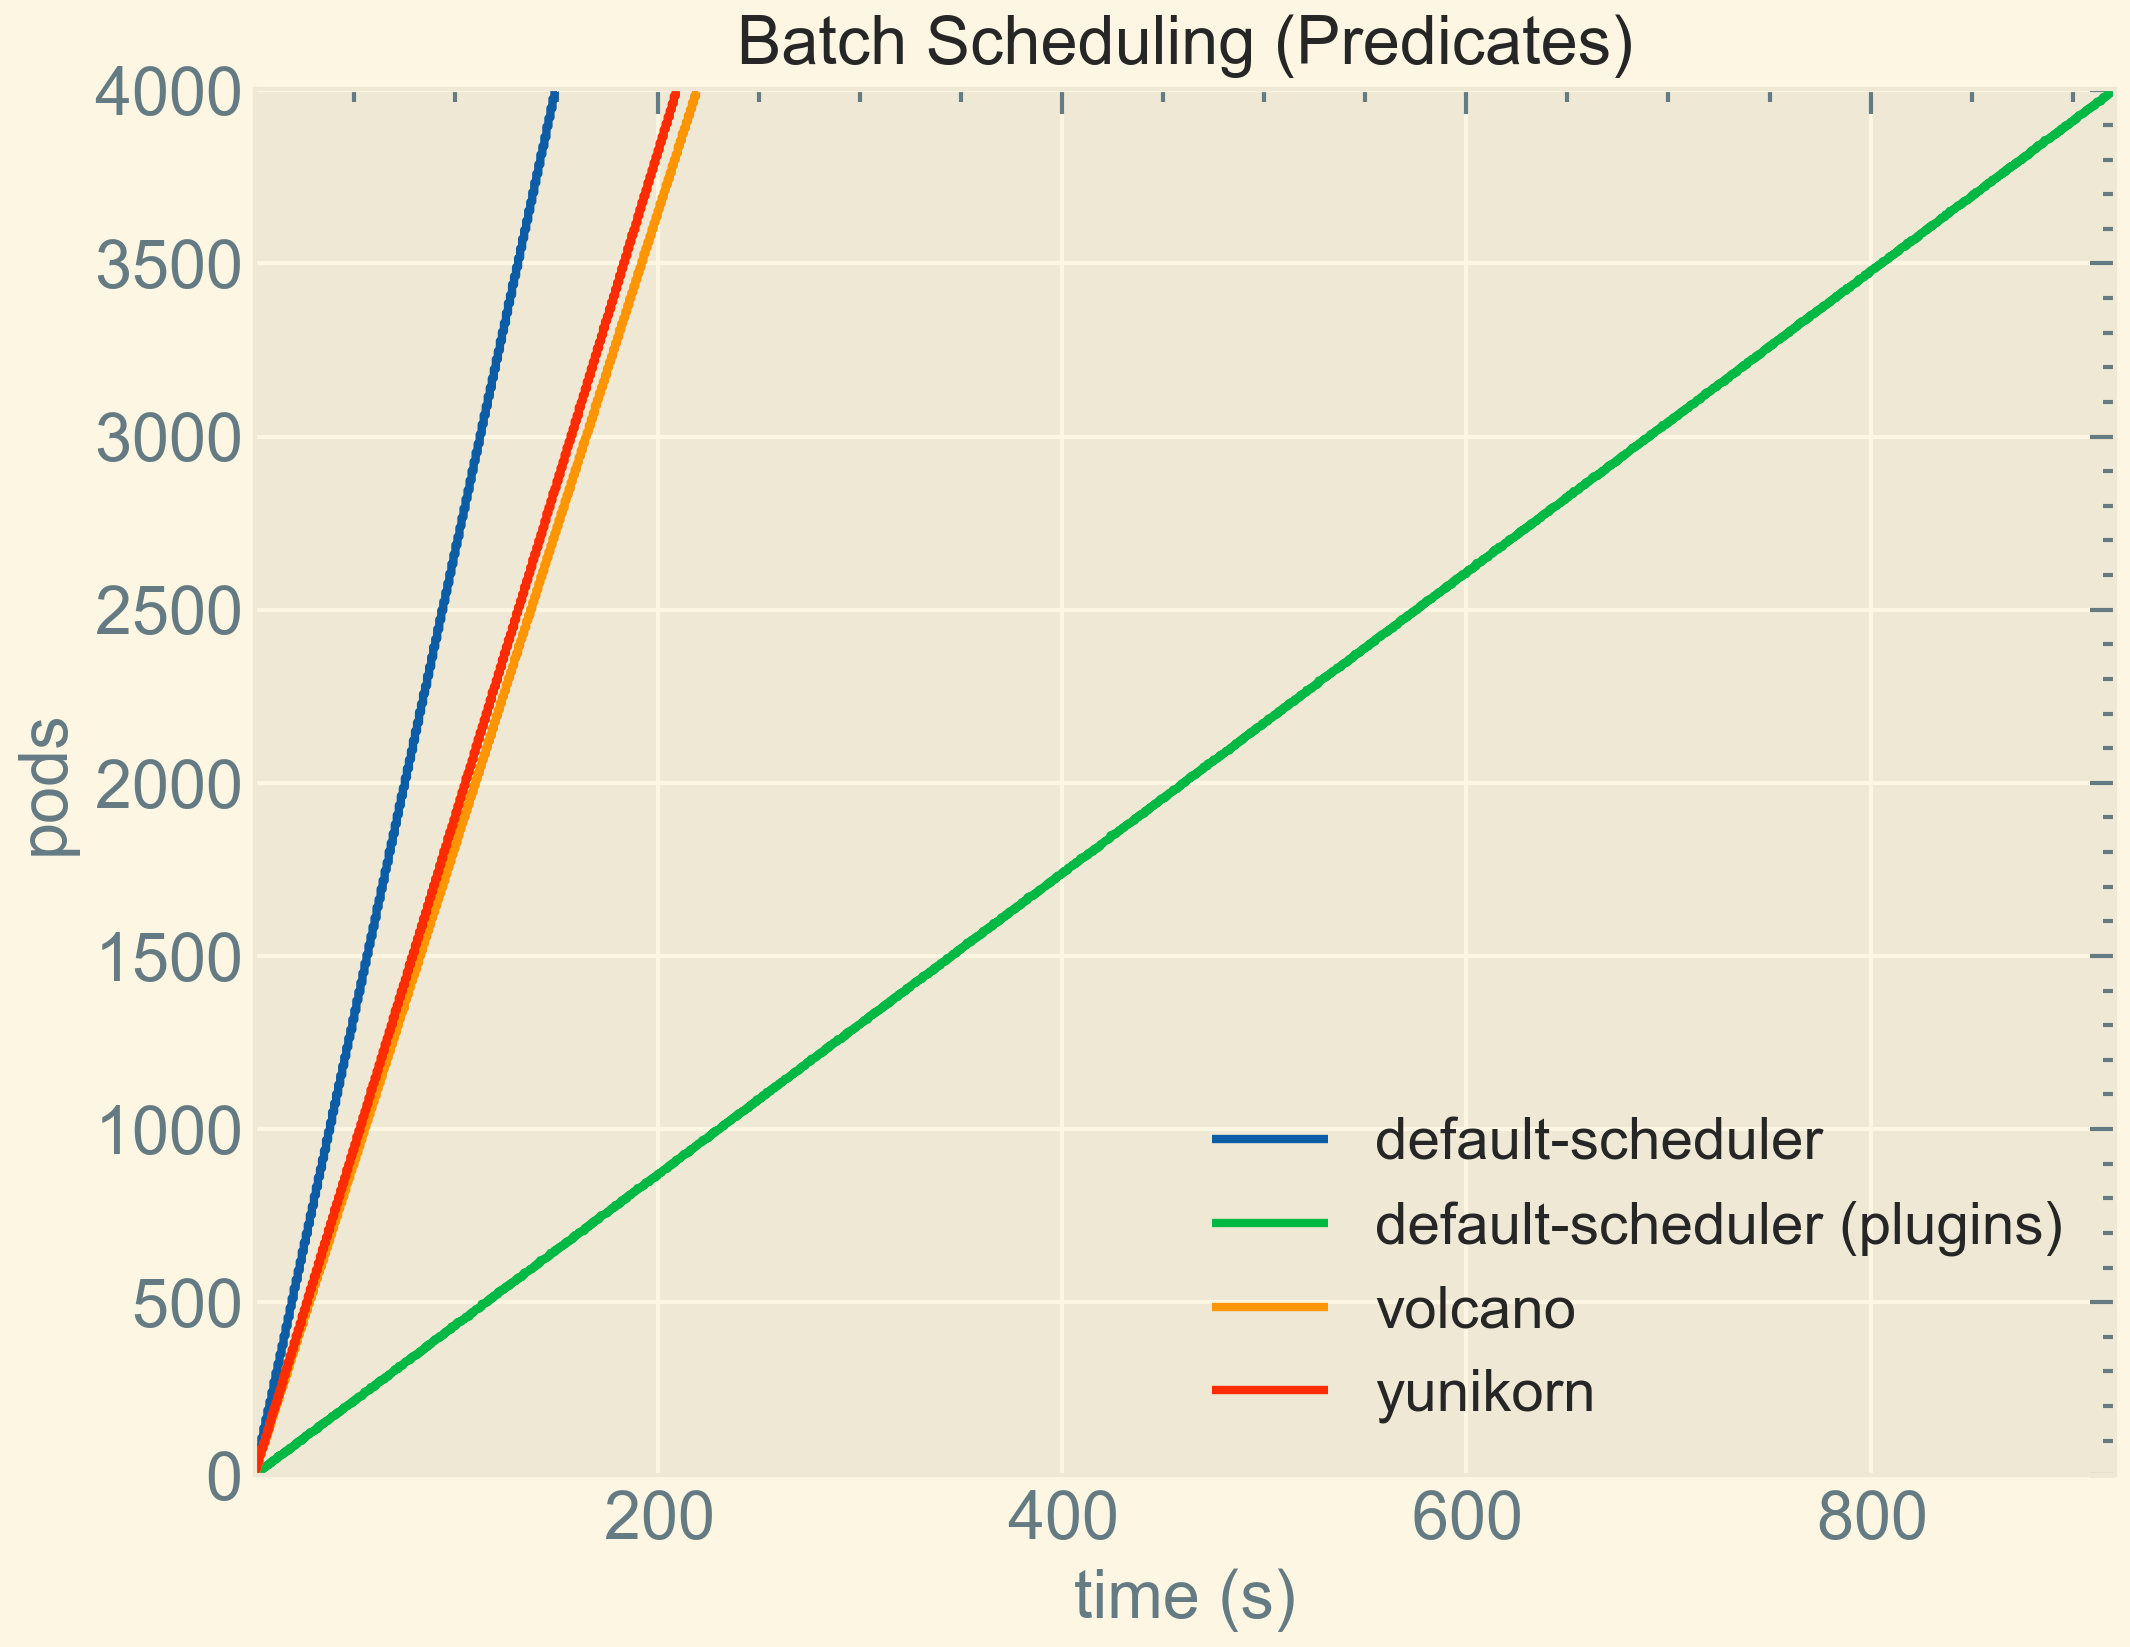 Batch Scheduling (Predicates)
4000
3500
3000
2500
2000
1500
1000
500
0
pods
200 400 600 800
time (s)
default-scheduler
default-scheduler (plugins)
volcano
yunikorn